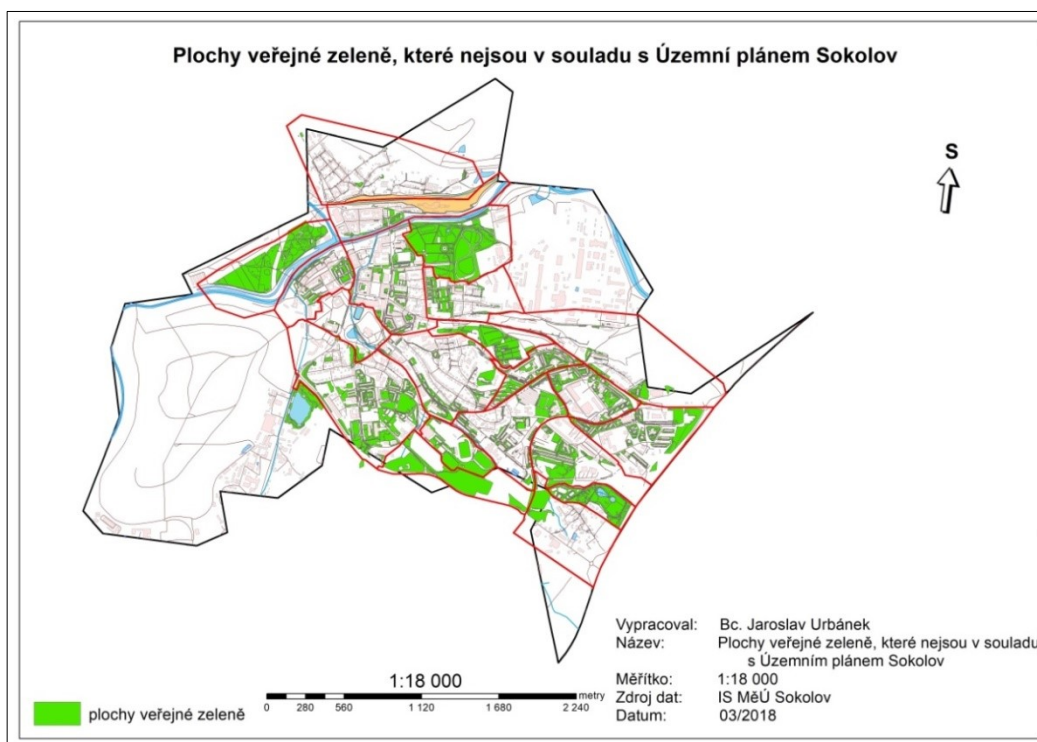 Plochy veřejné zeleně, které nejsou v souladu s Územní plánem Sokolov
S
Vypracoval: Bc. Jaroslav Urbánek
Název: Plochy veřejné zeleně, které nejsou v souladu
s Územním plánem Sokolov
Měřítko: 1:18 000
Zdroj dat: IS MěÚ Sokolov
Datum: 03/2018
1:18 000
metry
0 280 560 1 120 1 680 2 240
plochy veřejné zeleně